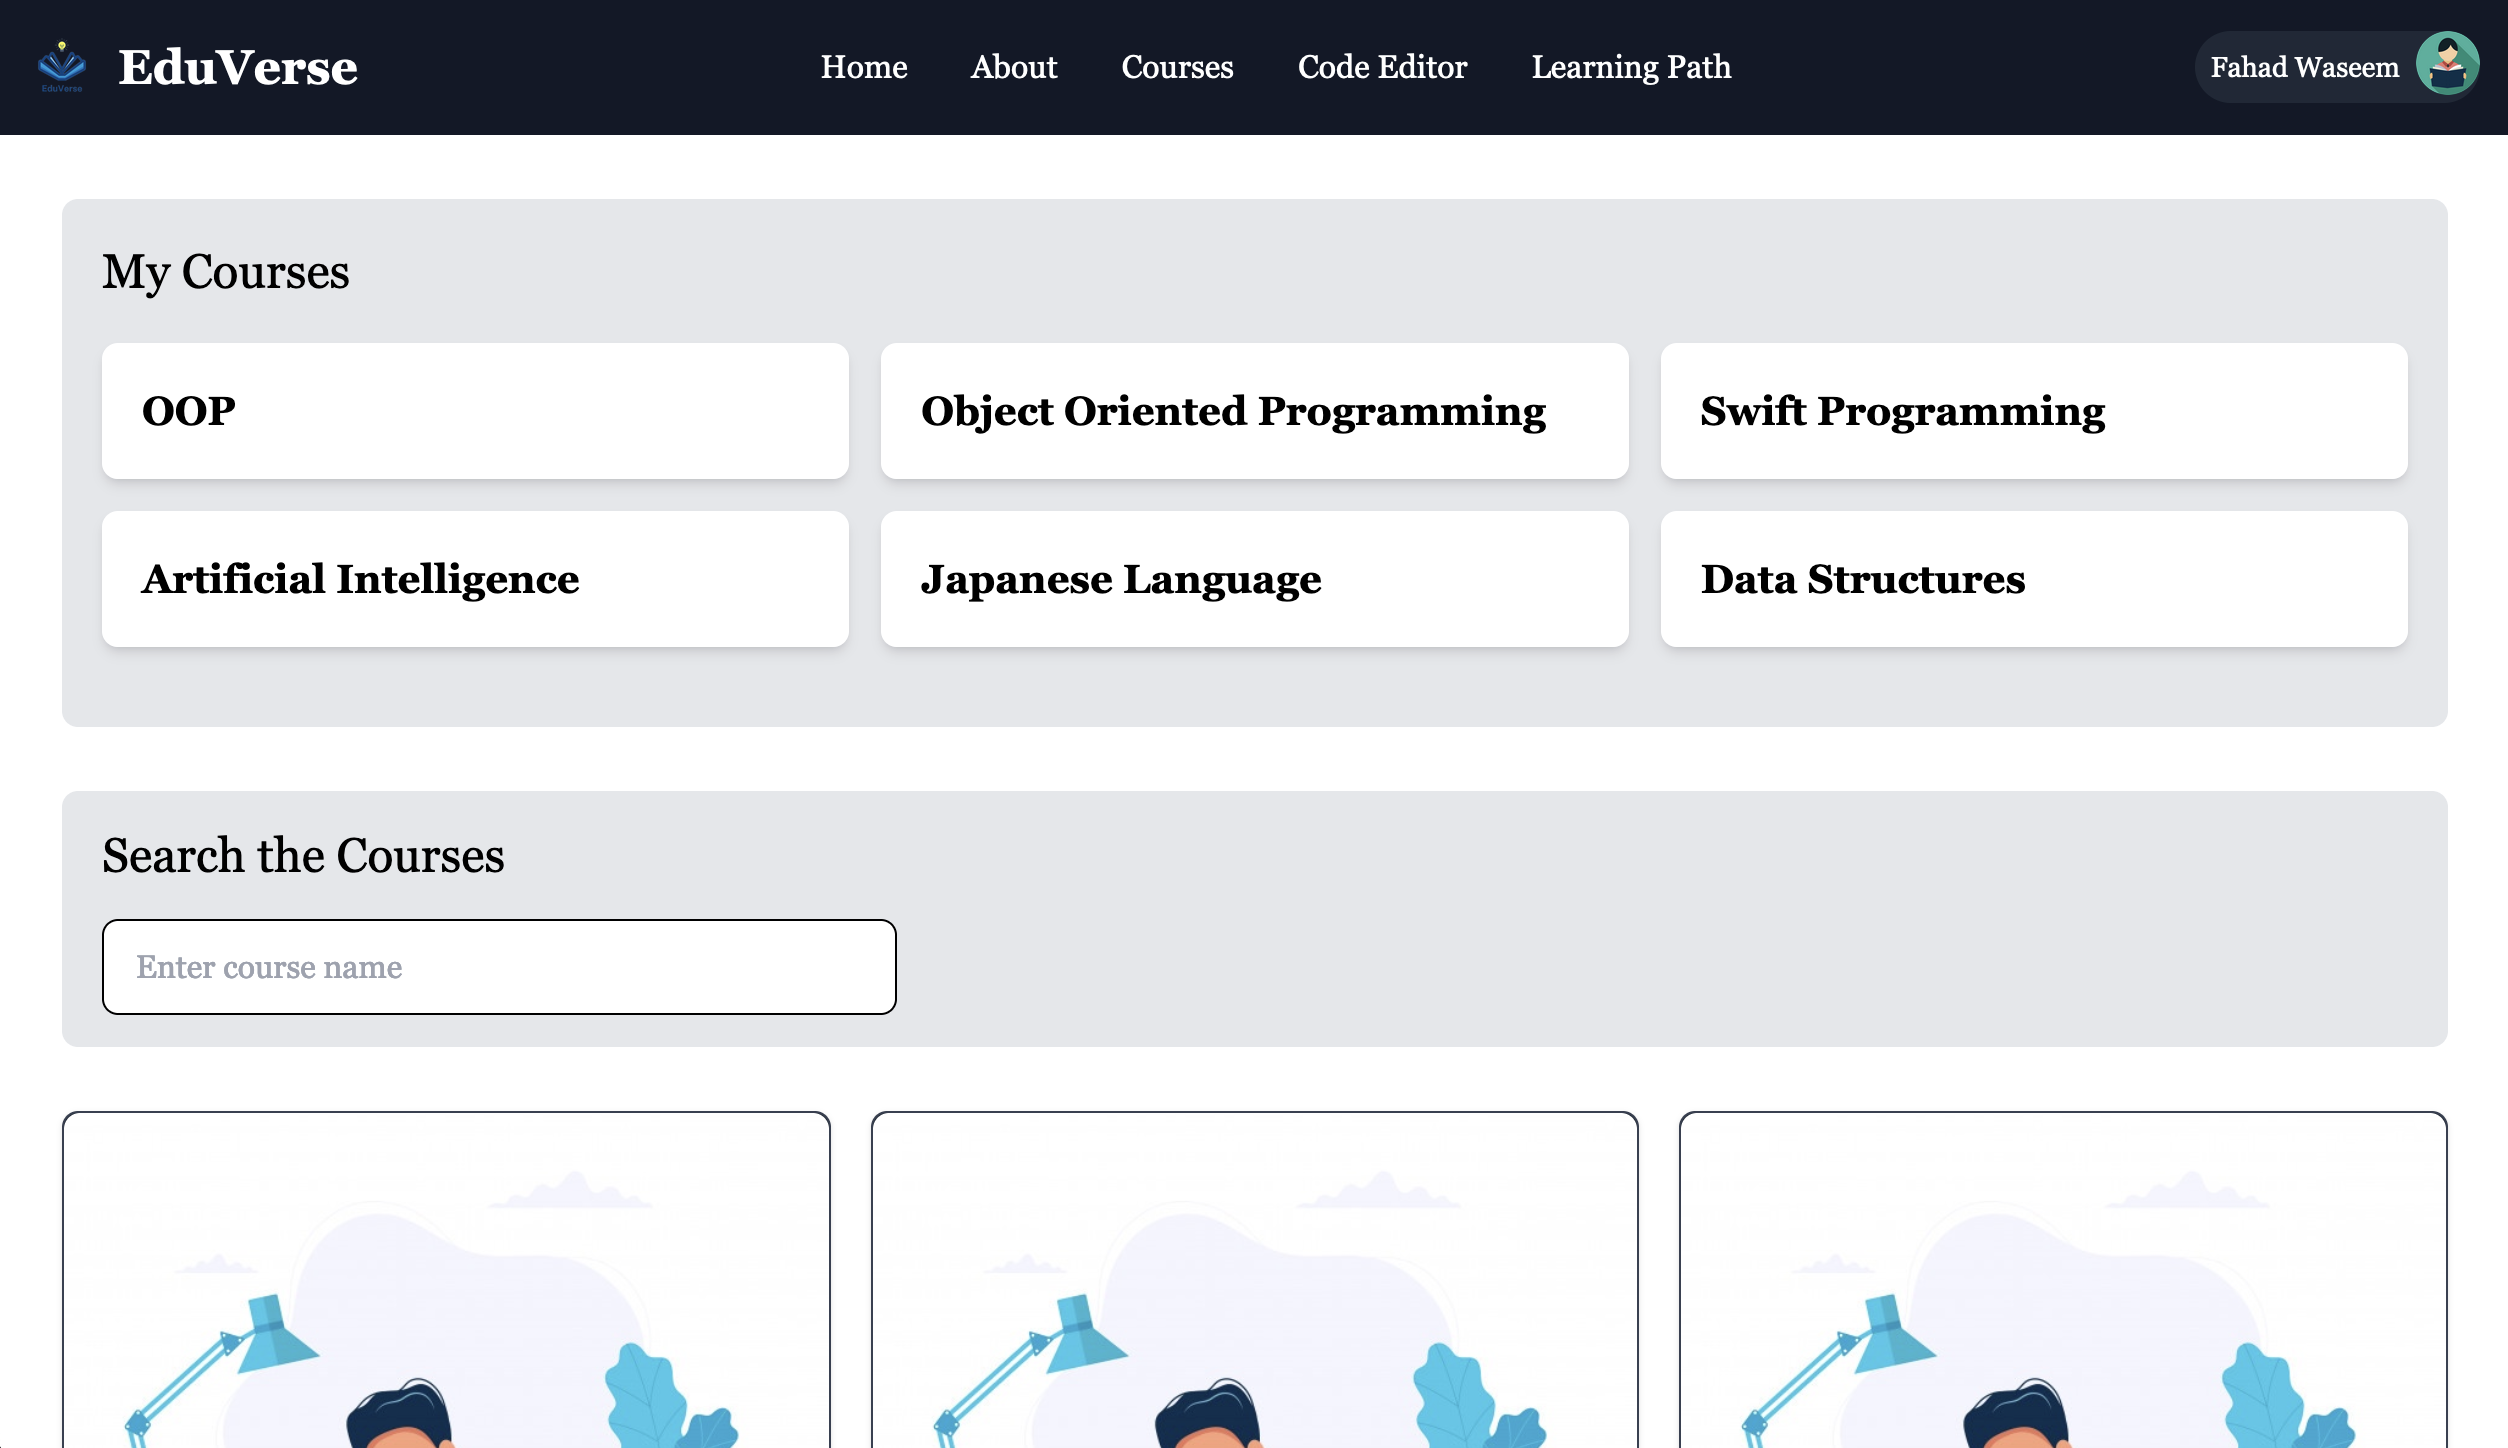 EduVerse
EduVerse
Home
About
Courses
Code Editor
Learning Path
Fahad Waseem
My Courses
OOP
Object Oriented Programming
Swift Programming
Artificial Intelligence
Japanese Language
Data Structures
Search the Courses
Enter course name